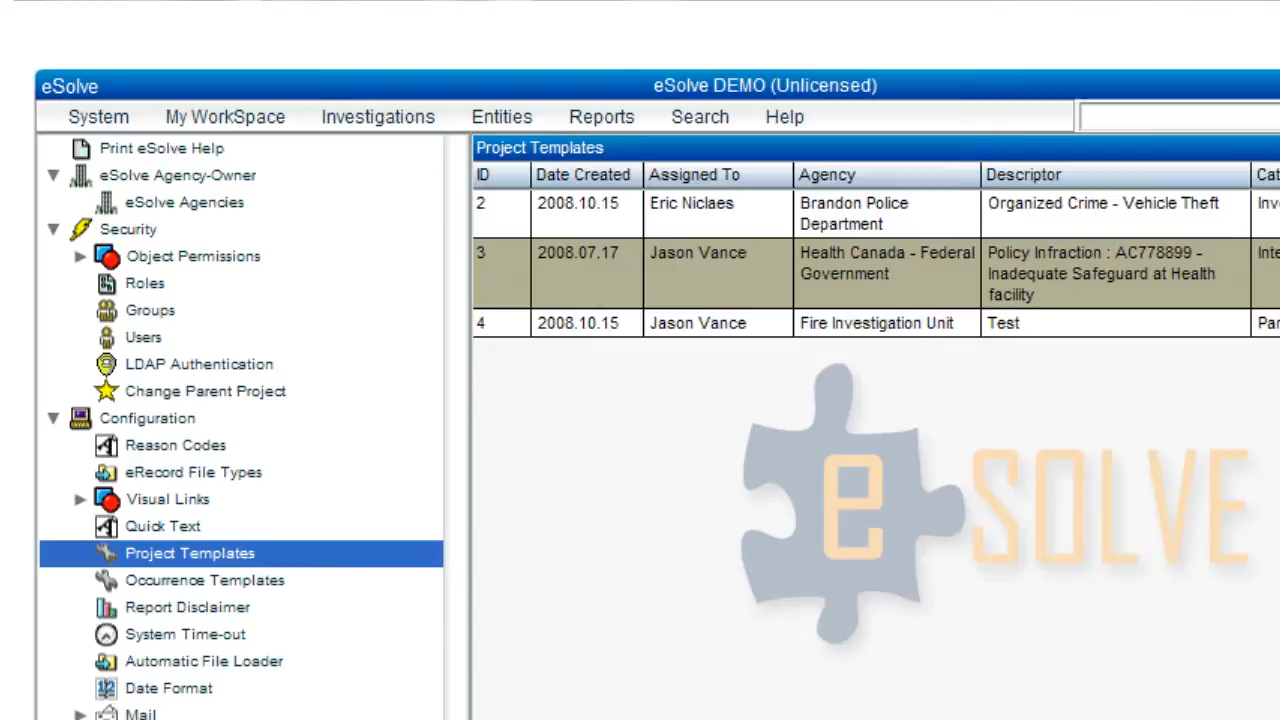 eSolve
eSolve DEMO (Unlicensed)
System My WorkSpace Investigations Entities Reports Search Help
Print eSolve Help
eSolve Agency-Owner
eSolve Agencies
Security
Object Permissions
Roles
Groups
Users
LDAP Authentication
Change Parent Project
Configuration
Reason Codes
eRecord File Types
Visual Links
Quick Text
Project Templates
Occurrence Templates
Report Disclaimer
System Time-out
Automatic File Loader
Date Format
Mail
Project Templates
ID Date Created Assigned To Agency Descriptor Cat
2 2008.10.15 Eric Niclaes Brandon Police Organized Crime - Vehicle Theft Inv
Department
3 2008.07.17 Jason Vance Health Canada - Federal Policy Infraction : AC778899 - Inte
Government Inadequate Safeguard at Health
facility
4 2008.10.15 Jason Vance Fire Investigation Unit Test Par
e SOLVE